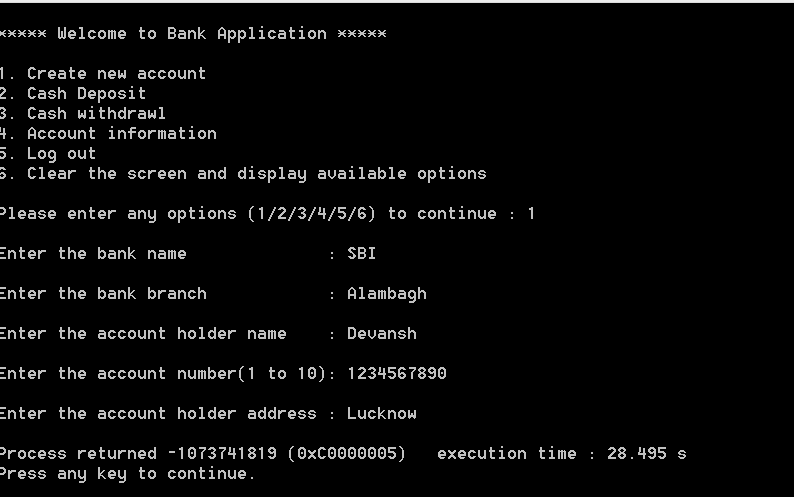 ***** Welcome to Bank Application *****
1. Create new account
2. Cash Deposit
3. Cash withdrawl
4. Account information
5. Log out
6. Clear the screen and display available options
Please enter any options (1/2/3/4/5/6) to continue : 1
Enter the bank name              : SBI
Enter the bank branch            : Alambagh
Enter the account holder name    : Devansh
Enter the account number(1 to 10): 1234567890
Enter the account holder address : Lucknow
Process returned -1073741819 (0xC0000005)   execution time : 28.495 s
Press any key to continue.